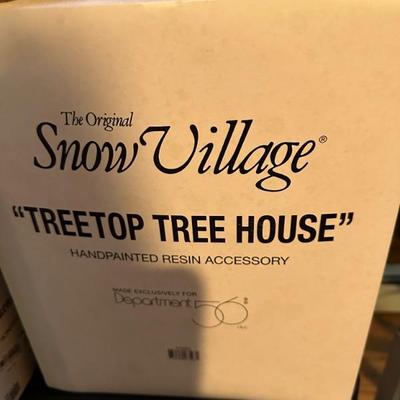 The Original
Snow Village®
“TREETOP TREE HOUSE”
HANDPAINTED RESIN ACCESSORY
MADE EXCLUSIVELY FOR
Department 56®